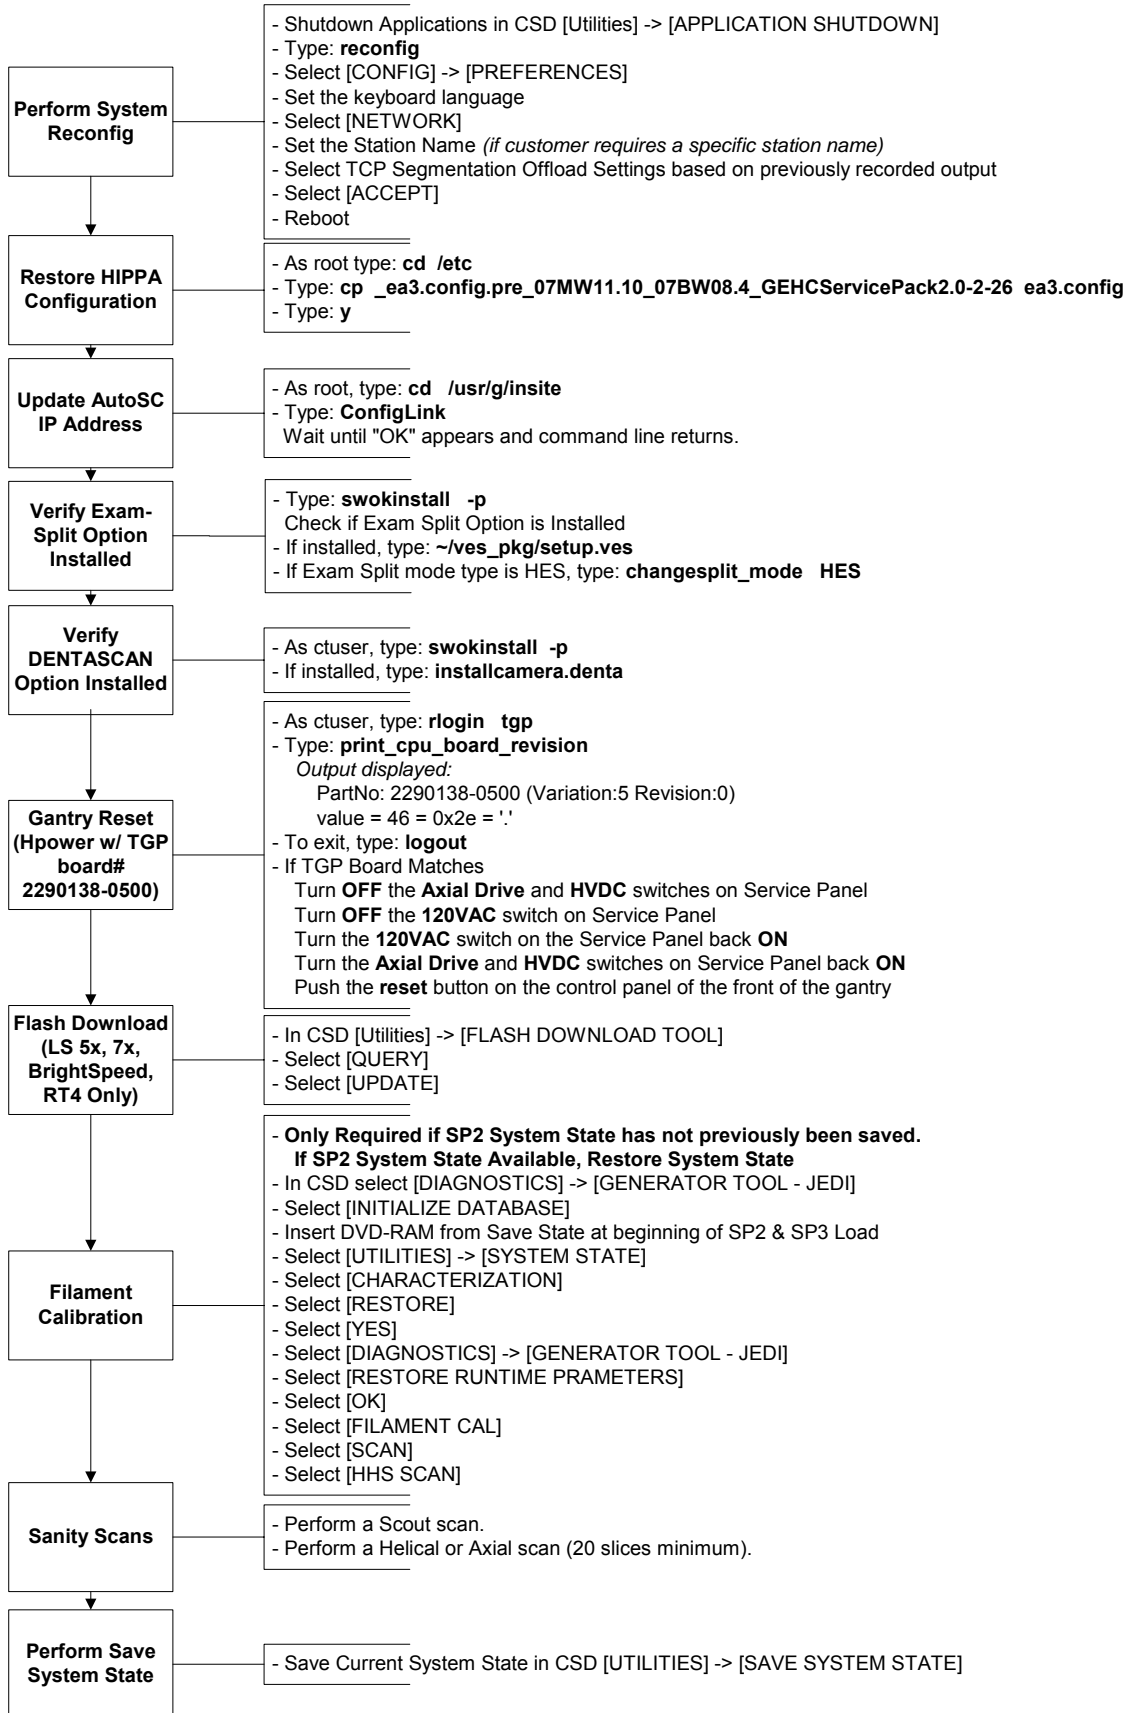 Perform System
Reconfig
- Shutdown Applications in CSD [Utilities] -> [APPLICATION SHUTDOWN]
- Type: reconfig
- Select [CONFIG] -> [PREFERENCES]
- Set the keyboard language
- Select [NETWORK]
- Set the Station Name (if customer requires a specific station name)
- Select TCP Segmentation Offload Settings based on previously recorded output
- Select [ACCEPT]
- Reboot
Restore HIPPA
Configuration
- As root type: cd /etc
- Type: cp _ea3.config.pre_07MW11.10_07BW08.4_GEHCServicePack2.0-2-26 ea3.config
- Type: y
Update AutoSC
IP Address
- As root, type: cd /usr/g/insite
- Type: ConfigLink
Wait until "OK" appears and command line returns.
Verify Exam-
Split Option
Installed
- Type: swokinstall -p
Check if Exam Split Option is Installed
- If installed, type: ~/ves_pkg/setup.ves
- If Exam Split mode type is HES, type: changesplit_mode HES
Verify
DENTASCAN
Option Installed
- As ctuser, type: swokinstall -p
- If installed, type: installcamera.denta
Gantry Reset
(Hpower w/ TGP
board#
2290138-0500)
- As ctuser, type: rlogin tgp
- Type: print_cpu_board_revision
Output displayed:
PartNo: 2290138-0500 (Variation:5 Revision:0)
value = 46 = 0x2e = '.'
- To exit, type: logout
- If TGP Board Matches
Turn OFF the Axial Drive and HVDC switches on Service Panel
Turn OFF the 120VAC switch on Service Panel
Turn the 120VAC switch on the Service Panel back ON
Turn the Axial Drive and HVDC switches on Service Panel back ON
Push the reset button on the control panel of the front of the gantry
Flash Download
(LS 5x, 7x,
BrightSpeed,
RT4 Only)
- In CSD [Utilities] -> [FLASH DOWNLOAD TOOL]
- Select [QUERY]
- Select [UPDATE]
Filament
Calibration
- Only Required if SP2 System State has not previously been saved.
If SP2 System State Available, Restore System State
- In CSD select [DIAGNOSTICS] -> [GENERATOR TOOL - JEDI]
- Select [INITIALIZE DATABASE]
- Insert DVD-RAM from Save State at beginning of SP2 & SP3 Load
- Select [UTILITIES] -> [SYSTEM STATE]
- Select [CHARACTERIZATION]
- Select [RESTORE]
- Select [YES]
- Select [DIAGNOSTICS] -> [GENERATOR TOOL - JEDI]
- Select [RESTORE RUNTIME PRAMETERS]
- Select [OK]
- Select [FILAMENT CAL]
- Select [SCAN]
- Select [HHS SCAN]
Sanity Scans
- Perform a Scout scan.
- Perform a Helical or Axial scan (20 slices minimum).
Perform Save
System State
- Save Current System State in CSD [UTILITIES] -> [SAVE SYSTEM STATE]